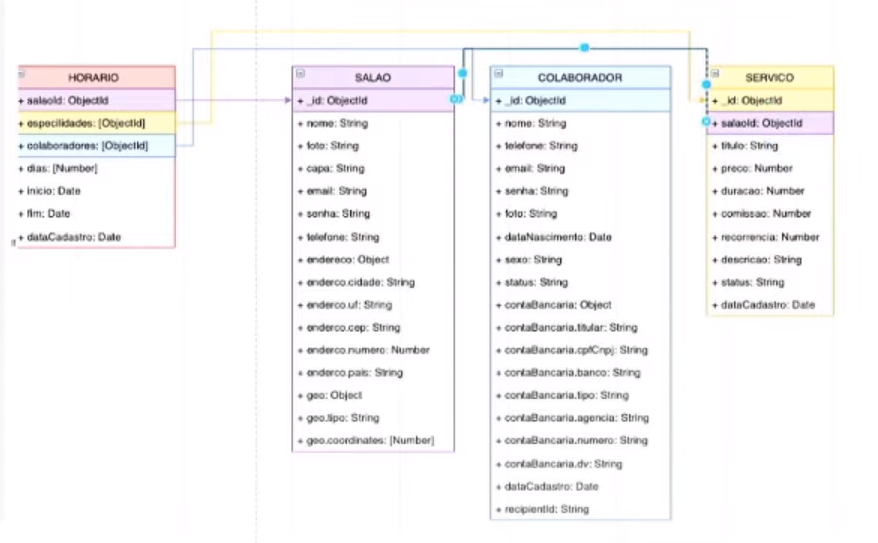 HORARIO
+ salaoId: ObjectId
+ especilidades: [ObjectId]
+ colaboradores: [ObjectId]
+ dias: [Number]
+ inicio: Date
+ fim: Date
+ dataCadastro: Date
SALAO
+ _id: ObjectId
+ nome: String
+ foto: String
+ capa: String
+ email: String
+ senha: String
+ telefone: String
+ endereco: Object
+ enderco.cidade: String
+ enderco.uf: String
+ enderco.cep: String
+ enderco.numero: Number
+ enderco.pais: String
+ geo: Object
+ geo.tipo: String
+ geo.coordinates: [Number]
COLABORADOR
+ _id: ObjectId
+ nome: String
+ telefone: String
+ email: String
+ senha: String
+ foto: String
+ dataNascimento: Date
+ sexo: String
+ status: String
+ contaBancaria: Object
+ contaBancaria.titular: String
+ contaBancaria.cpfCnpj: String
+ contaBancaria.banco: String
+ contaBancaria.tipo: String
+ contaBancaria.agencia: String
+ contaBancaria.numero: String
+ contaBancaria.dv: String
+ dataCadastro: Date
+ recipientId: String
SERVICO
+ _id: ObjectId
+ salaoId: ObjectId
+ titulo: String
+ preco: Number
+ duracao: Number
+ comissao: Number
+ recorrencia: Number
+ descricao: String
+ status: String
+ dataCadastro: Date